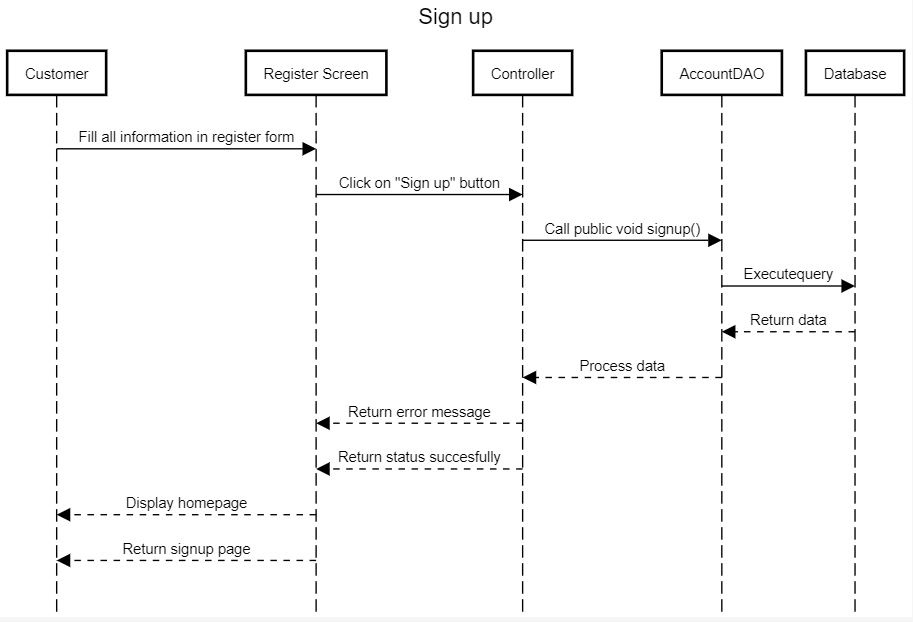 Sign up
Customer
Register Screen
Controller
AccountDAO
Database
Fill all information in register form
Click on "Sign up" button
Call public void signup()
Executequery
Return data
Process data
Return error message
Return status succesfully
Display homepage
Return signup page